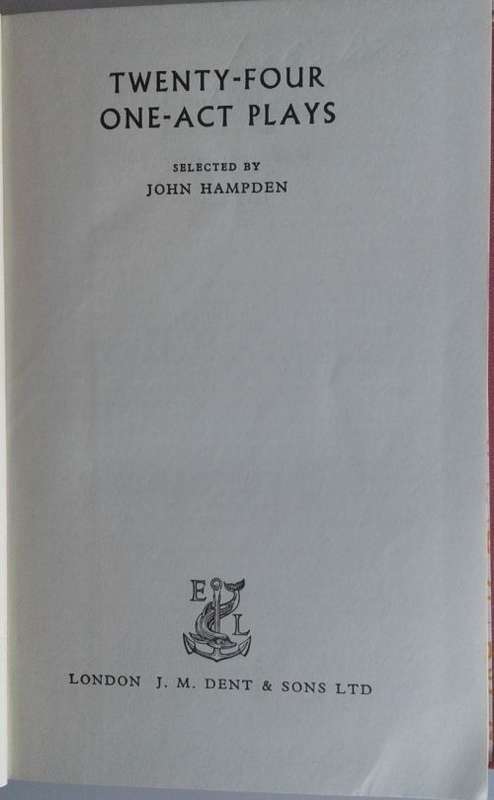 TWENTY-FOUR
ONE-ACT PLAYS
SELECTED BY
JOHN HAMPDEN
E L
LONDON J. M. DENT & SONS LTD